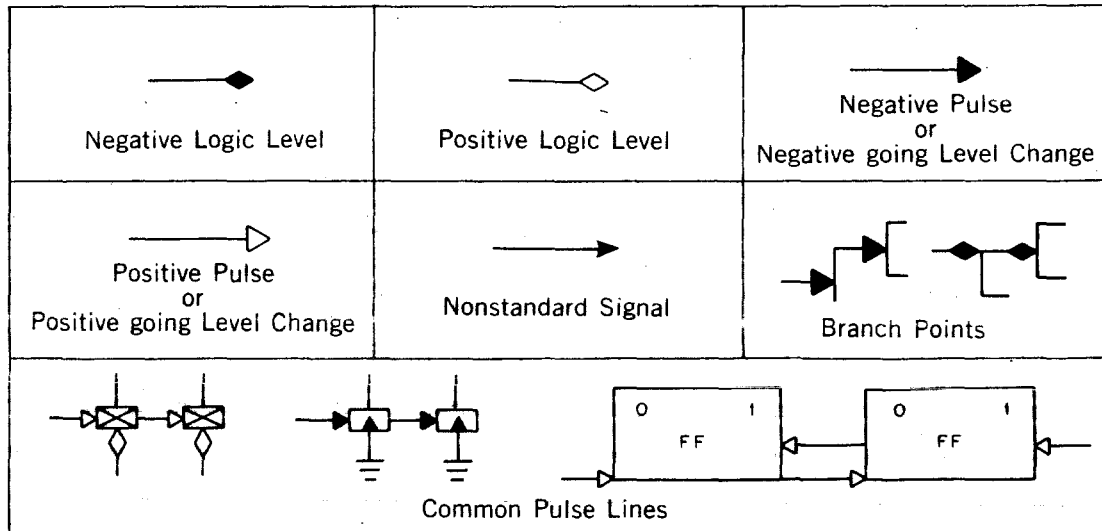 Negative Logic Level
Positive Logic Level
Negative Pulse
or
Negative going Level Change
Positive Pulse
or
Positive going Level Change
Nonstandard Signal
Branch Points
0 1
FF
0 1
FF
Common Pulse Lines